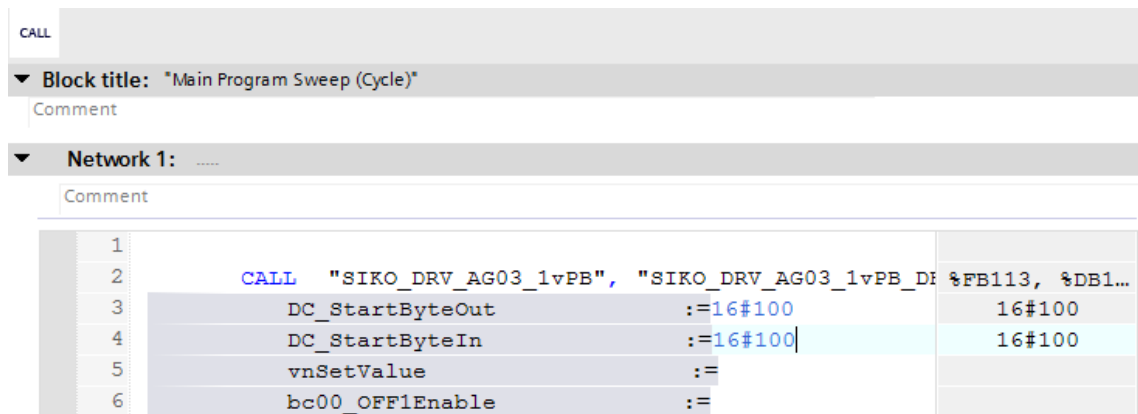 CALL
Block title: "Main Program Sweep (Cycle)"
Comment
Network 1: .....
Comment
1
2 CALL "SIKO_DRV_AG03_1vPB", "SIKO_DRV_AG03_1vPB_D %FB113, %DB1...
3 DC_StartByteOut :=16#100 16#100
4 DC_StartByteIn :=16#100 16#100
5 vnSetValue :=
6 bc00_OFF1Enable :=